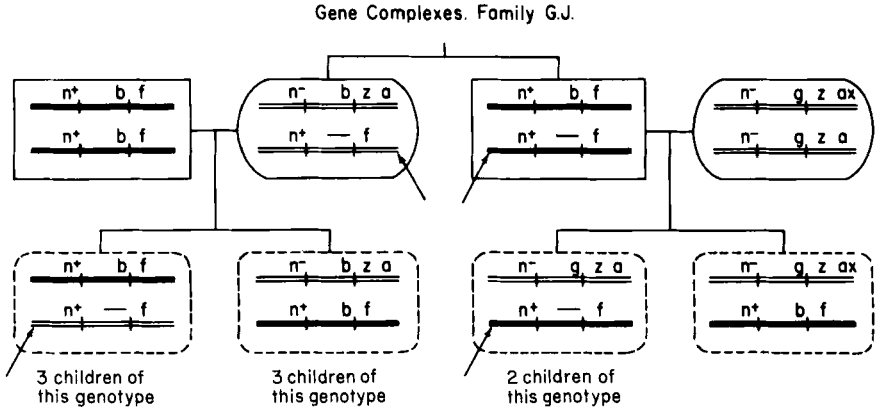 Gene Complexes. Family G.J.
n+ b f
n+ b f
n- b z a
n+ — f
n+ b f
n+ — f
n- g z ax
n- g z a
n+ b f
n+ — f
3 children of
this genotype
n- b z a
n+ b f
3 children of
this genotype
n- g z a
n+ — f
2 children of
this genotype
n- g z ax
n+ b f